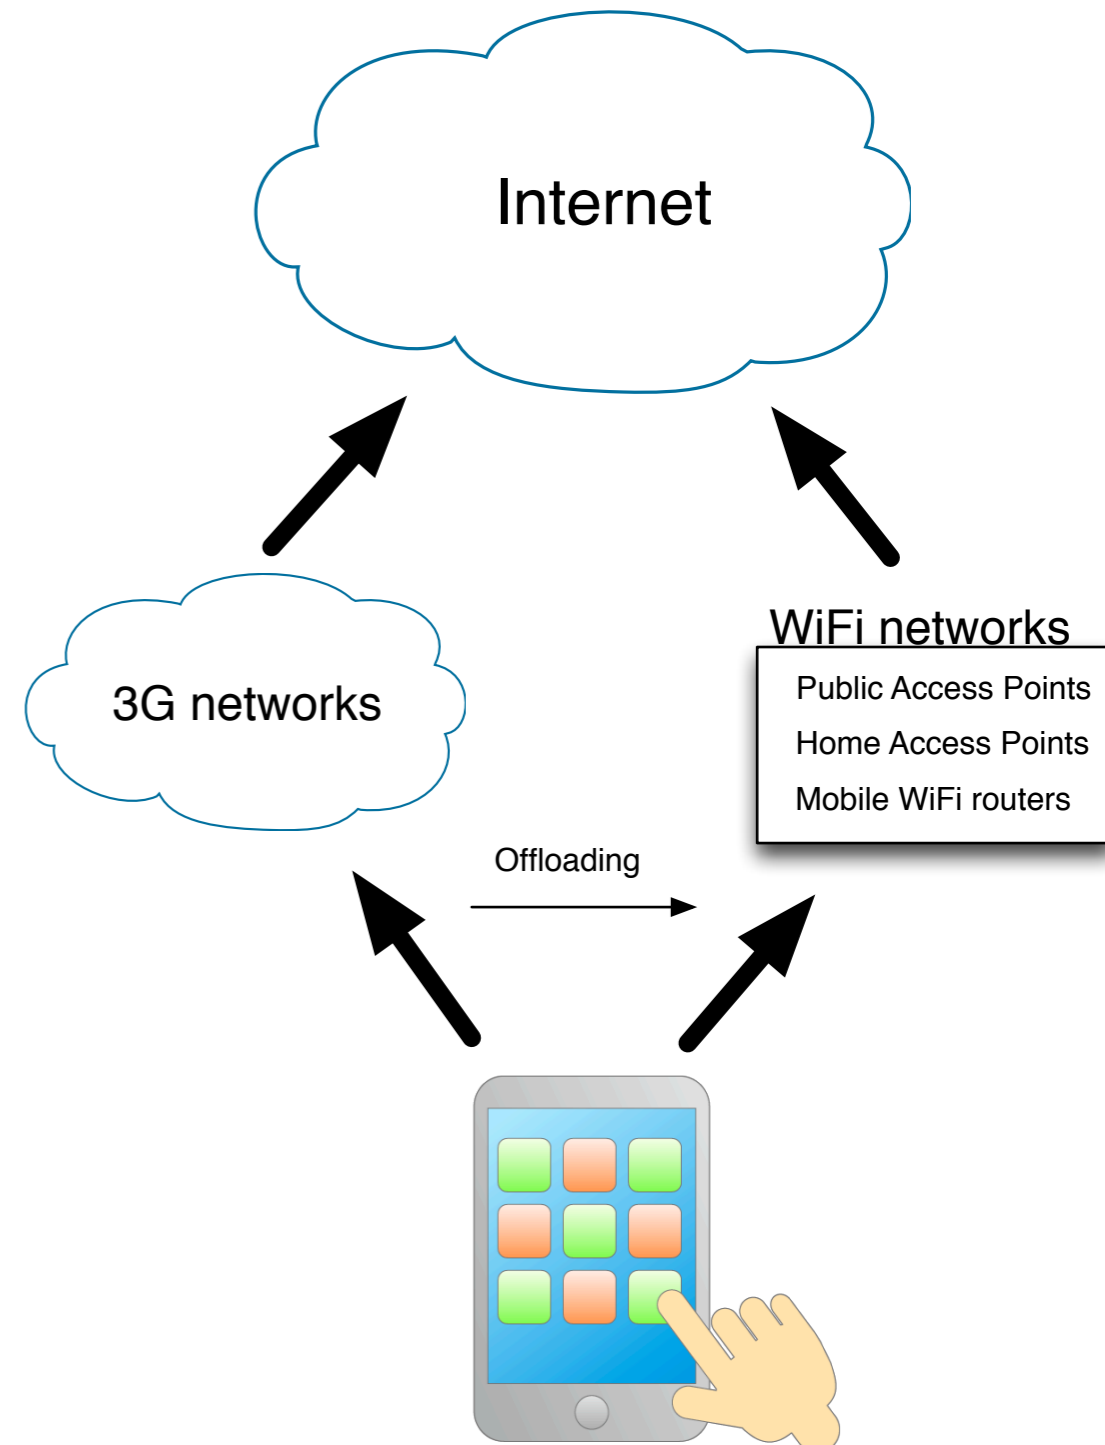 Internet
3G networks
WiFi networks
Public Access Points
Home Access Points
Mobile WiFi routers
Offloading